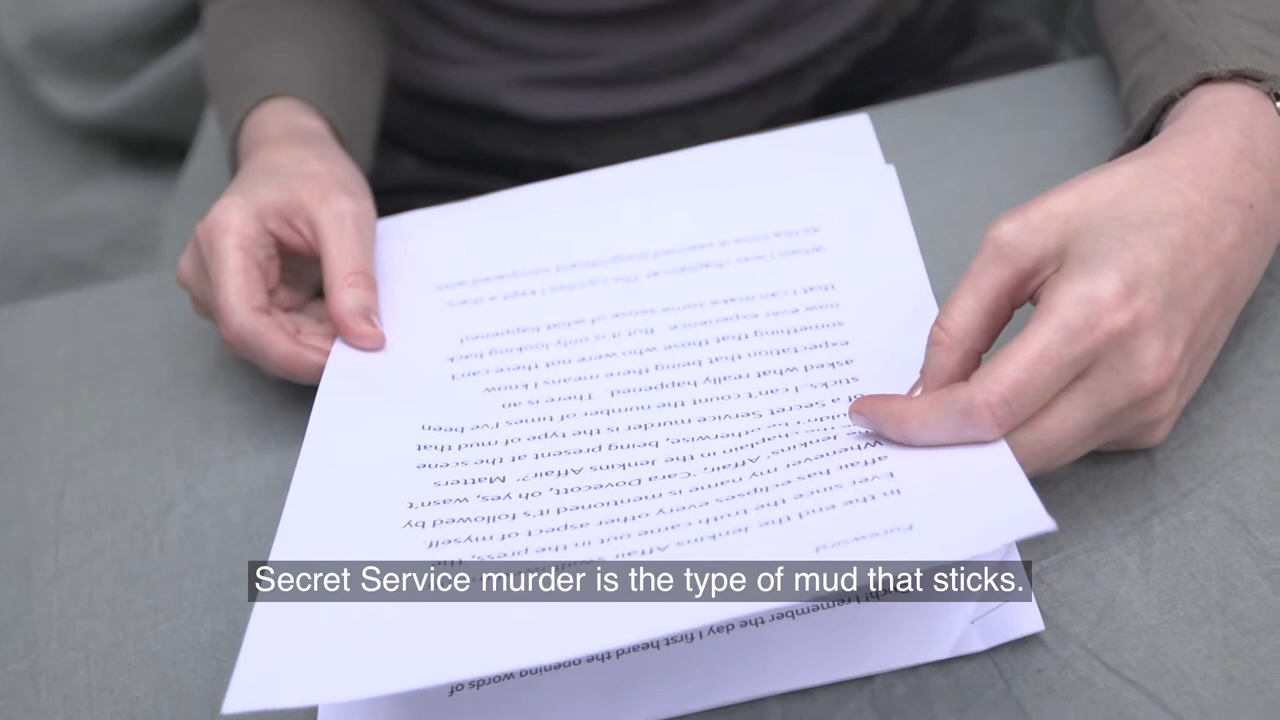 Foreword
In the end the truth came out in the press, the
Ever since the Jenkins Affair
eclipses every other aspect of myself.
Whenever my name is mentioned it's followed by
Jenkins' Affair, 'Cara Dovecott, oh yes, wasn't
chaplain in the Jenkins Affair?' Matters
otherwise, being present at the scene
of a Secret Service murder is the type of mud that
sticks. I can't count the number of times I've been
asked what really happened. There is an
expectation that being there means I know
something that those who were not there can't
now ever experience. But it is only looking back
that I can make some sense of what happened
When I was chaplain at The I kept a diary
At the time it seemed insignificant compared with
I remember the day I first heard the opening words of
Secret Service murder is the type of mud that sticks.